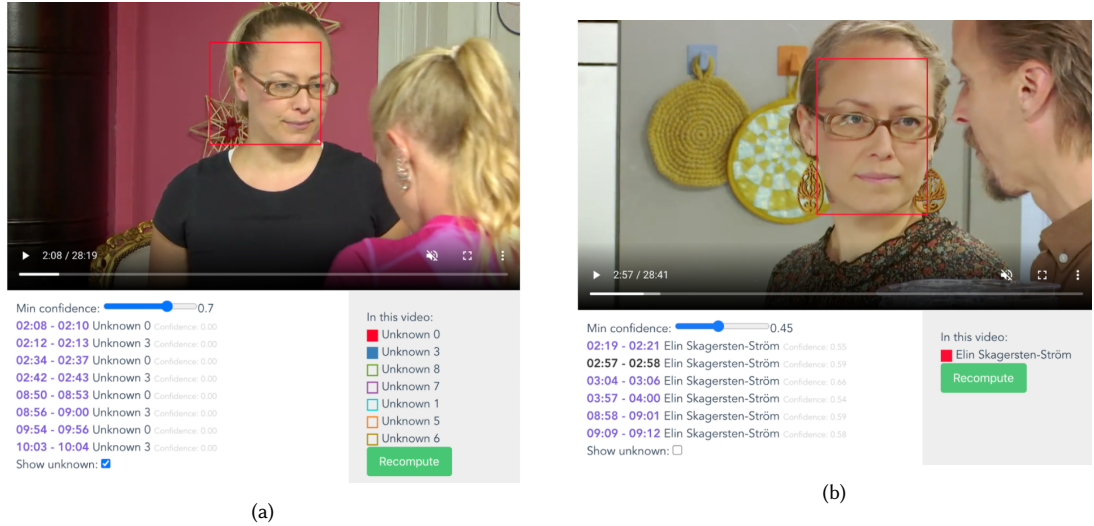 2:08 / 28:19
Min confidence: 0.7
02:08 - 02:10 Unknown 0 Confidence: 0.00
02:12 - 02:13 Unknown 3 Confidence: 0.00
02:34 - 02:37 Unknown 0 Confidence: 0.00
02:42 - 02:43 Unknown 3 Confidence: 0.00
08:50 - 08:53 Unknown 0 Confidence: 0.00
08:56 - 09:00 Unknown 3 Confidence: 0.00
09:54 - 09:56 Unknown 0 Confidence: 0.00
10:03 - 10:04 Unknown 3 Confidence: 0.00
Show unknown:
In this video:
Unknown 0
Unknown 3
Unknown 8
Unknown 7
Unknown 1
Unknown 5
Unknown 6
Recompute
(a)
2:57 / 28:41
Min confidence: 0.45
02:19 - 02:21 Elin Skagersten-Ström Confidence: 0.55
02:57 - 02:58 Elin Skagersten-Ström Confidence: 0.59
03:04 - 03:06 Elin Skagersten-Ström Confidence: 0.66
03:57 - 04:00 Elin Skagersten-Ström Confidence: 0.54
08:58 - 09:01 Elin Skagersten-Ström Confidence: 0.59
09:09 - 09:12 Elin Skagersten-Ström Confidence: 0.58
Show unknown:
In this video:
Elin Skagersten-Ström
Recompute
(b)